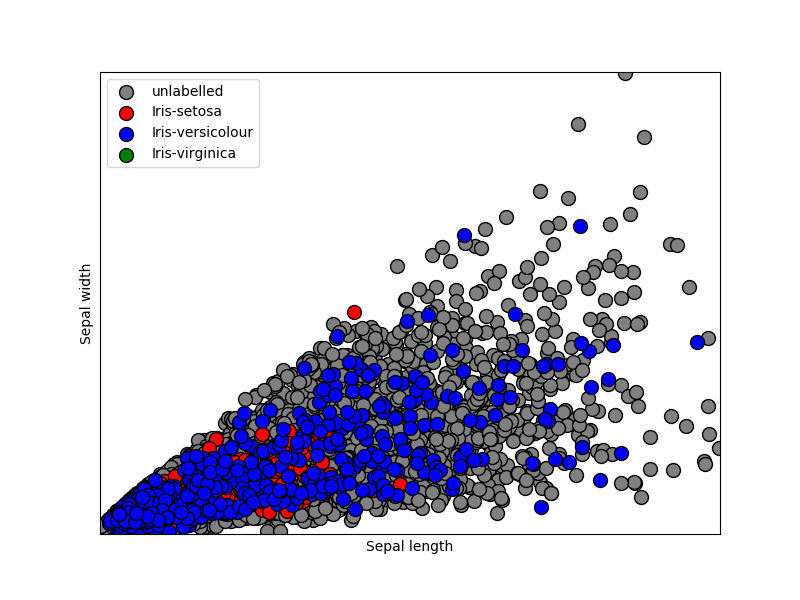 unlabelled
Iris-setosa
Iris-versicolour
Iris-virginica
Sepal width
Sepal length